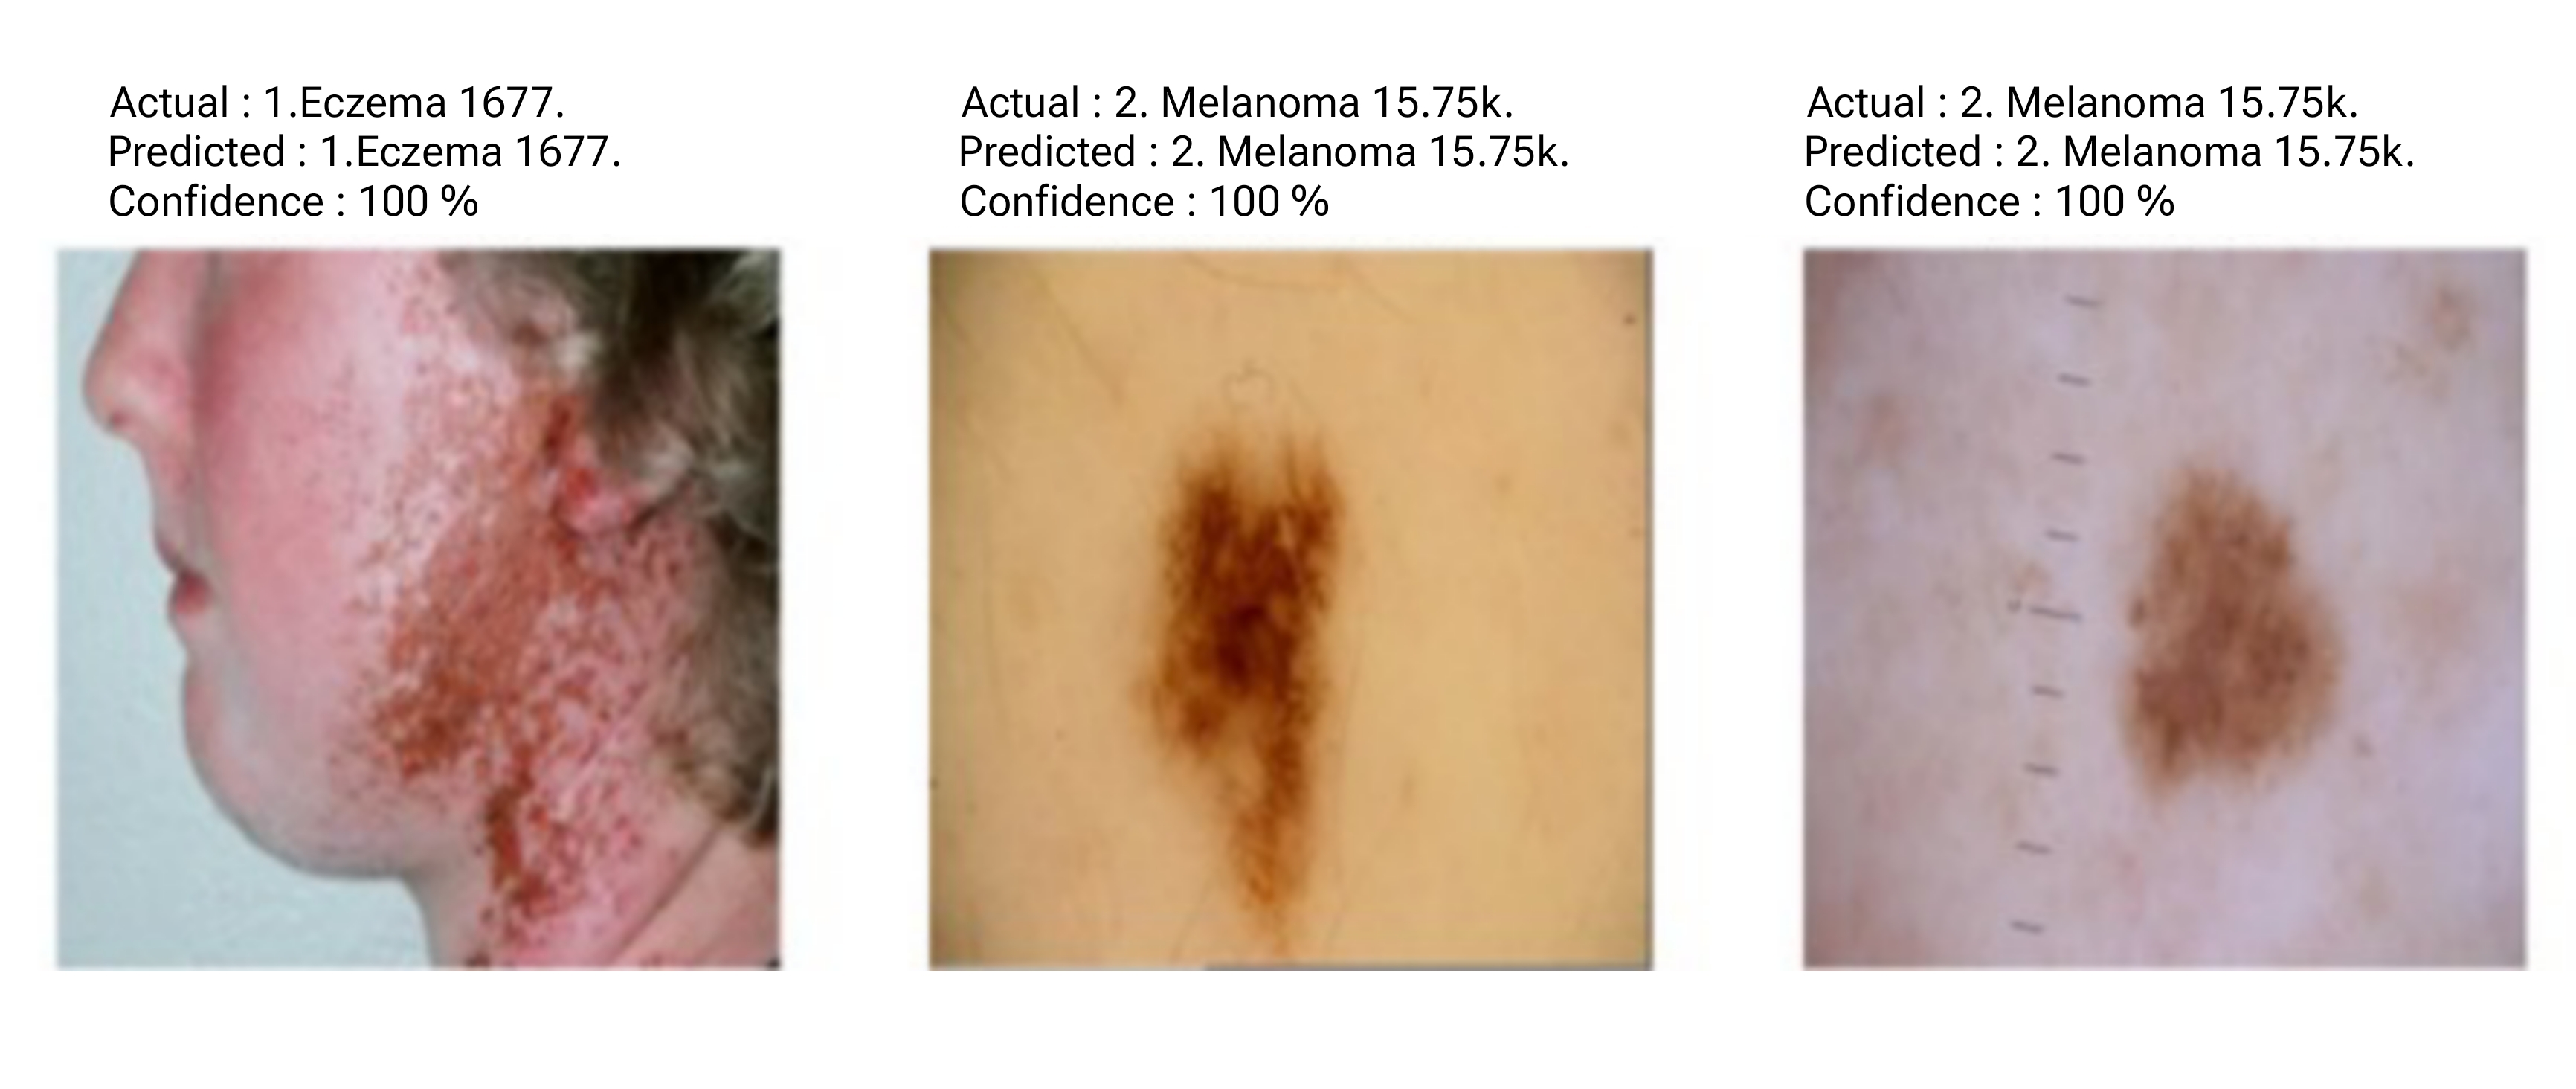 Actual : 1.Eczema 1677.
Predicted : 1.Eczema 1677.
Confidence : 100 %
Actual : 2. Melanoma 15.75k.
Predicted : 2. Melanoma 15.75k.
Confidence : 100 %
Actual : 2. Melanoma 15.75k.
Predicted : 2. Melanoma 15.75k.
Confidence : 100 %